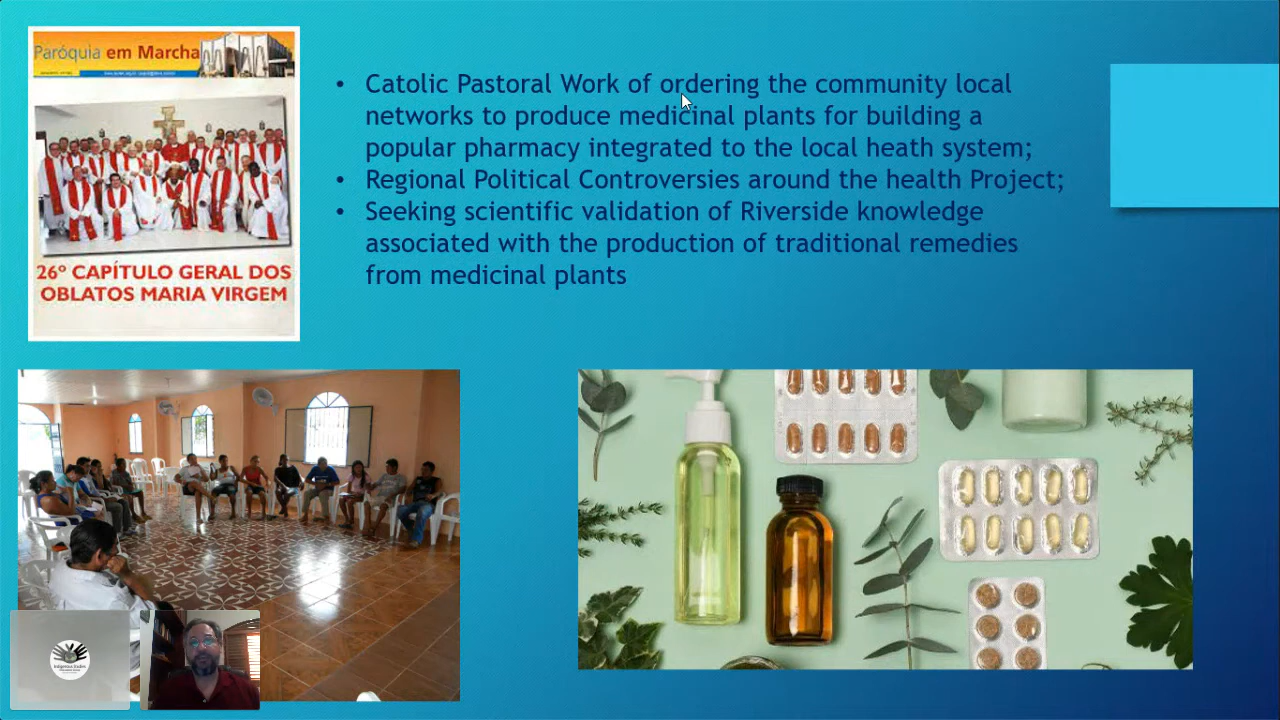 Paróquia em Marcha
26º CAPÍTULO GERAL DOS
OBLATOS MARIA VIRGEM
• Catolic Pastoral Work of ordering the community local
networks to produce medicinal plants for building a
popular pharmacy integrated to the local heath system;
• Regional Political Controversies around the health Project;
• Seeking scientific validation of Riverside knowledge
associated with the production of traditional remedies
from medicinal plants